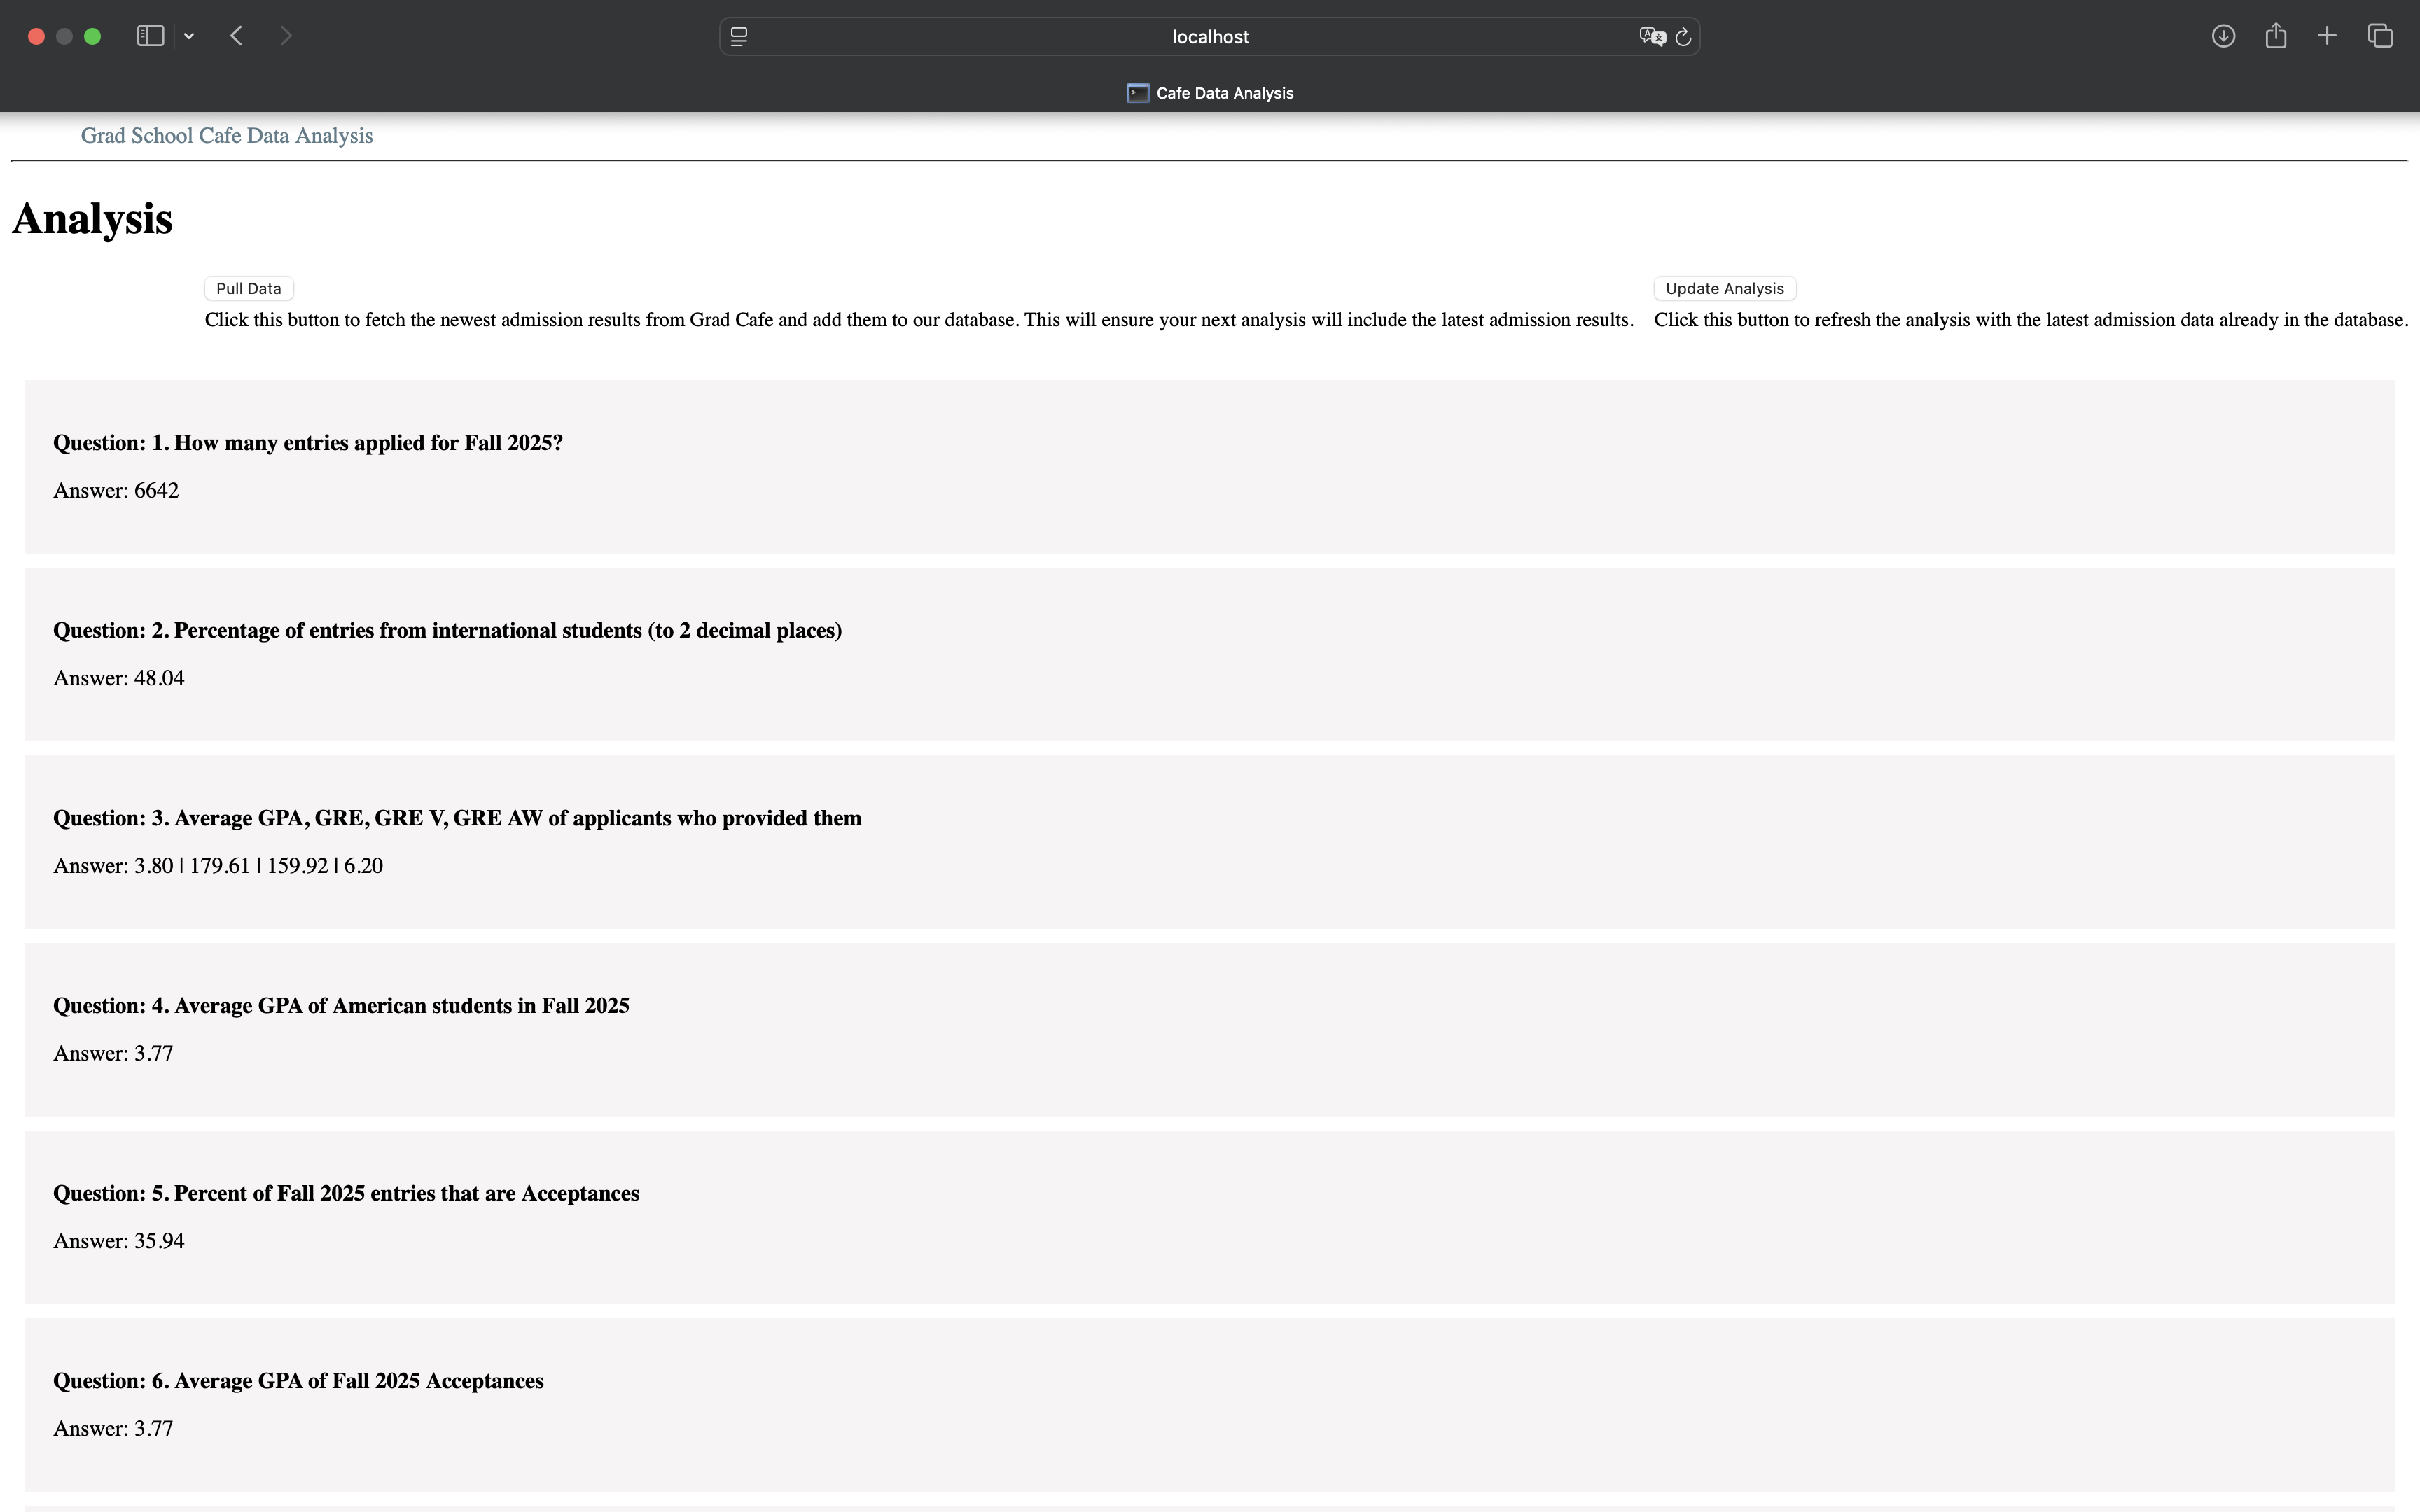 localhost
Cafe Data Analysis
Grad School Cafe Data Analysis
Analysis
Pull Data
Click this button to fetch the newest admission results from Grad Cafe and add them to our database. This will ensure your next analysis will include the latest admission results.
Update Analysis
Click this button to refresh the analysis with the latest admission data already in the database.
Question: 1. How many entries applied for Fall 2025?
Answer: 6642
Question: 2. Percentage of entries from international students (to 2 decimal places)
Answer: 48.04
Question: 3. Average GPA, GRE, GRE V, GRE AW of applicants who provided them
Answer: 3.80 | 179.61 | 159.92 | 6.20
Question: 4. Average GPA of American students in Fall 2025
Answer: 3.77
Question: 5. Percent of Fall 2025 entries that are Acceptances
Answer: 35.94
Question: 6. Average GPA of Fall 2025 Acceptances
Answer: 3.77